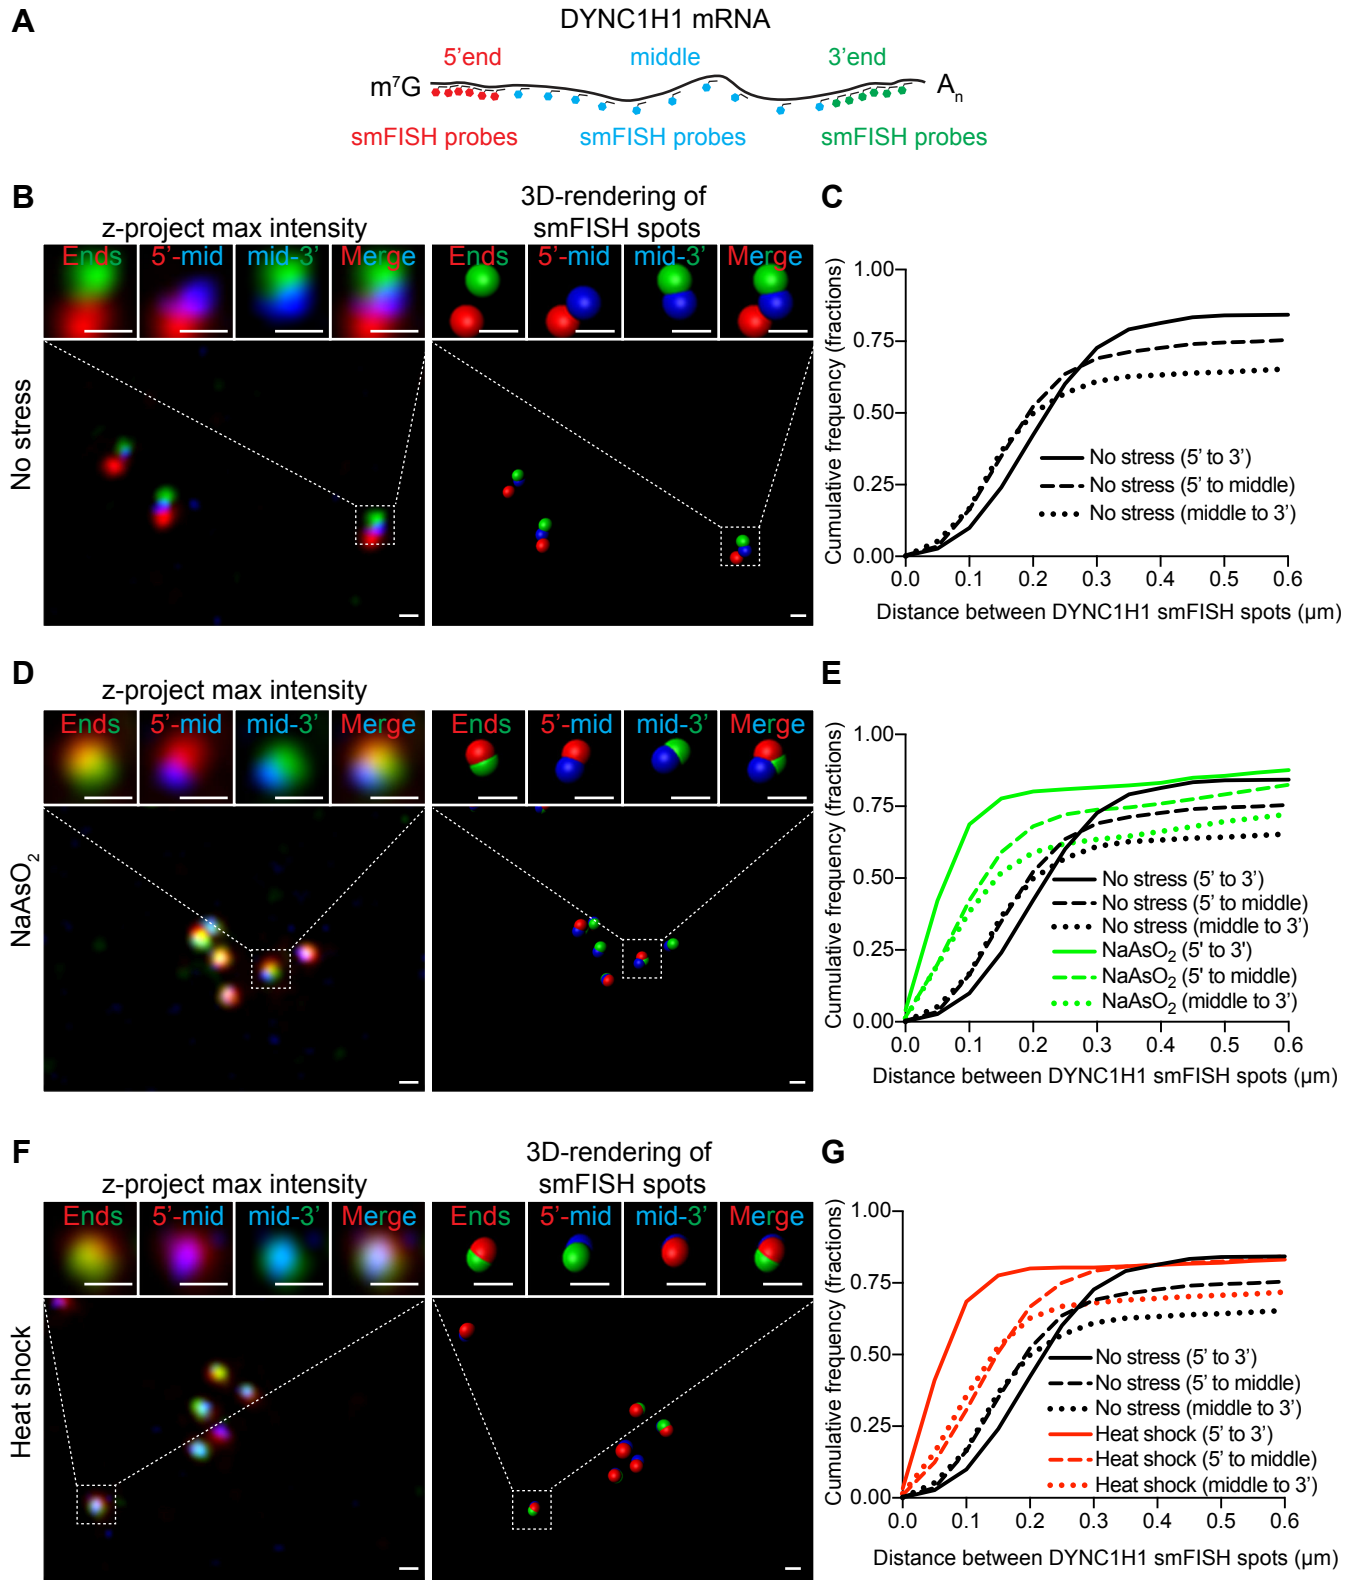 A
DYNC1H1 mRNA
5’end
middle
3’end
m⁷G
Aₙ
smFISH probes
smFISH probes
smFISH probes
B
z-project max intensity
3D-rendering of
smFISH spots
No stress
Ends
5’-mid
mid-3’
Merge
Ends
5’-mid
mid-3’
Merge
C
Cumulative frequency (fractions)
1.00
0.75
0.50
0.25
0.00
No stress (5’ to 3’)
No stress (5’ to middle)
No stress (middle to 3’)
0.0 0.1 0.2 0.3 0.4 0.5 0.6
Distance between DYNC1H1 smFISH spots (µm)
D
z-project max intensity
NaAsO₂
Ends
5’-mid
mid-3’
Merge
Ends
5’-mid
mid-3’
Merge
E
Cumulative frequency (fractions)
1.00
0.75
0.50
0.25
0.00
No stress (5’ to 3’)
No stress (5’ to middle)
No stress (middle to 3’)
NaAsO₂ (5’ to 3’)
NaAsO₂ (5’ to middle)
NaAsO₂ (middle to 3’)
0.0 0.1 0.2 0.3 0.4 0.5 0.6
Distance between DYNC1H1 smFISH spots (µm)
F
z-project max intensity
3D-rendering of
smFISH spots
Heat shock
Ends
5’-mid
mid-3’
Merge
Ends
5’-mid
mid-3’
Merge
G
Cumulative frequency (fractions)
1.00
0.75
0.50
0.25
0.00
No stress (5’ to 3’)
No stress (5’ to middle)
No stress (middle to 3’)
Heat shock (5’ to 3’)
Heat shock (5’ to middle)
Heat shock (middle to 3’)
0.0 0.1 0.2 0.3 0.4 0.5 0.6
Distance between DYNC1H1 smFISH spots (µm)